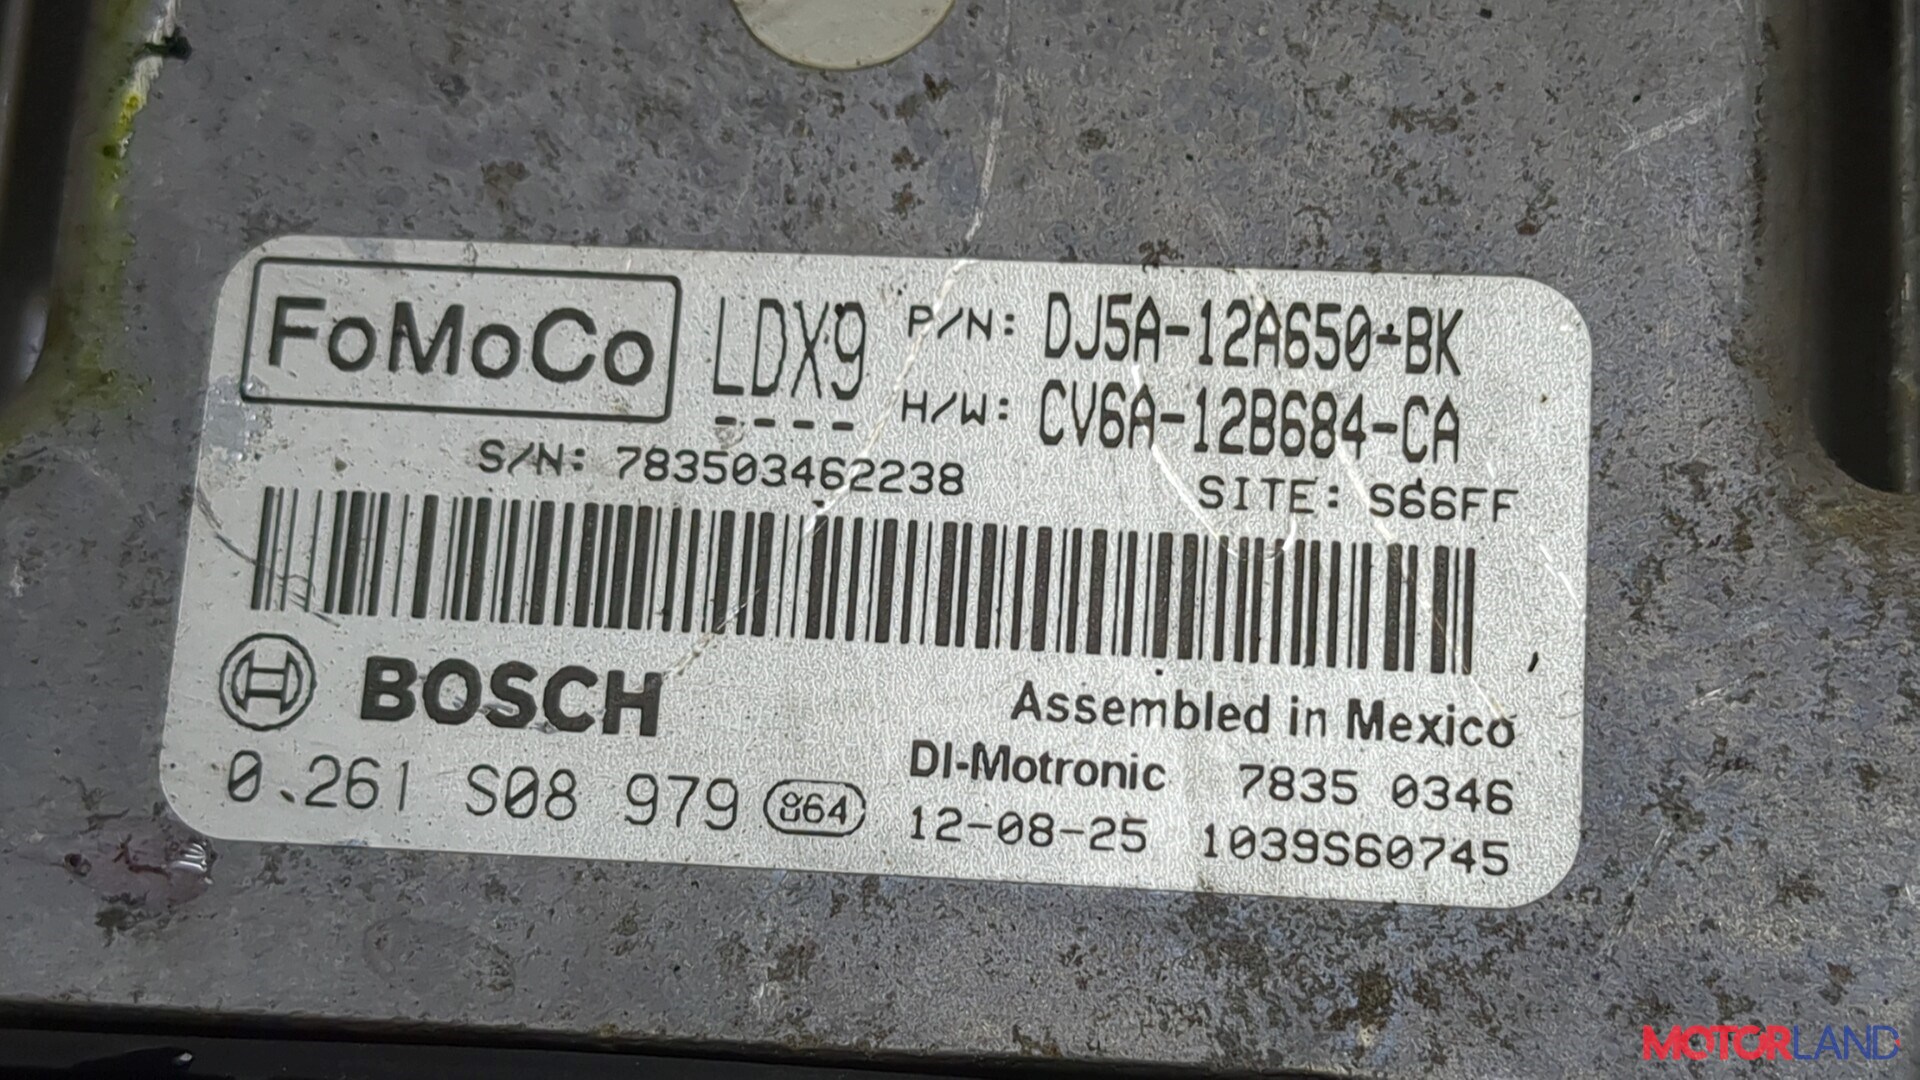 FoMoCo LDX9 P/N: DJ5A-12A650-BK
---- H/W: CV6A-12B684-CA
S/N: 783503462238 SITE: S66FF
BOSCH Assembled in Mexico
DI-Motronic 7835 0346
0.261 S08 979 864 12-08-25 1039S60745
MOTORLAND